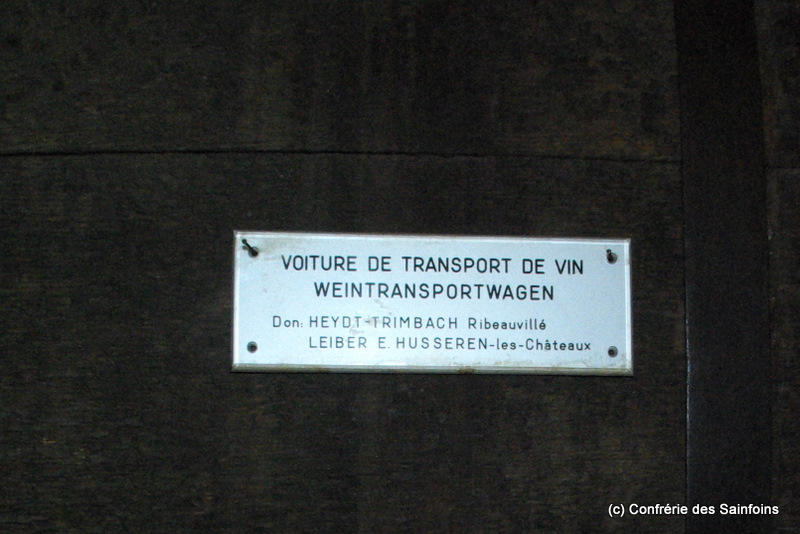 VOITURE DE TRANSPORT DE VIN
WEINTRANSPORTWAGEN
Don: HEYDT-TRIMBACH Ribeauvillé
LEIBER E. HUSSEREN-les-Châteaux
(c) Confrérie des Sainfoins